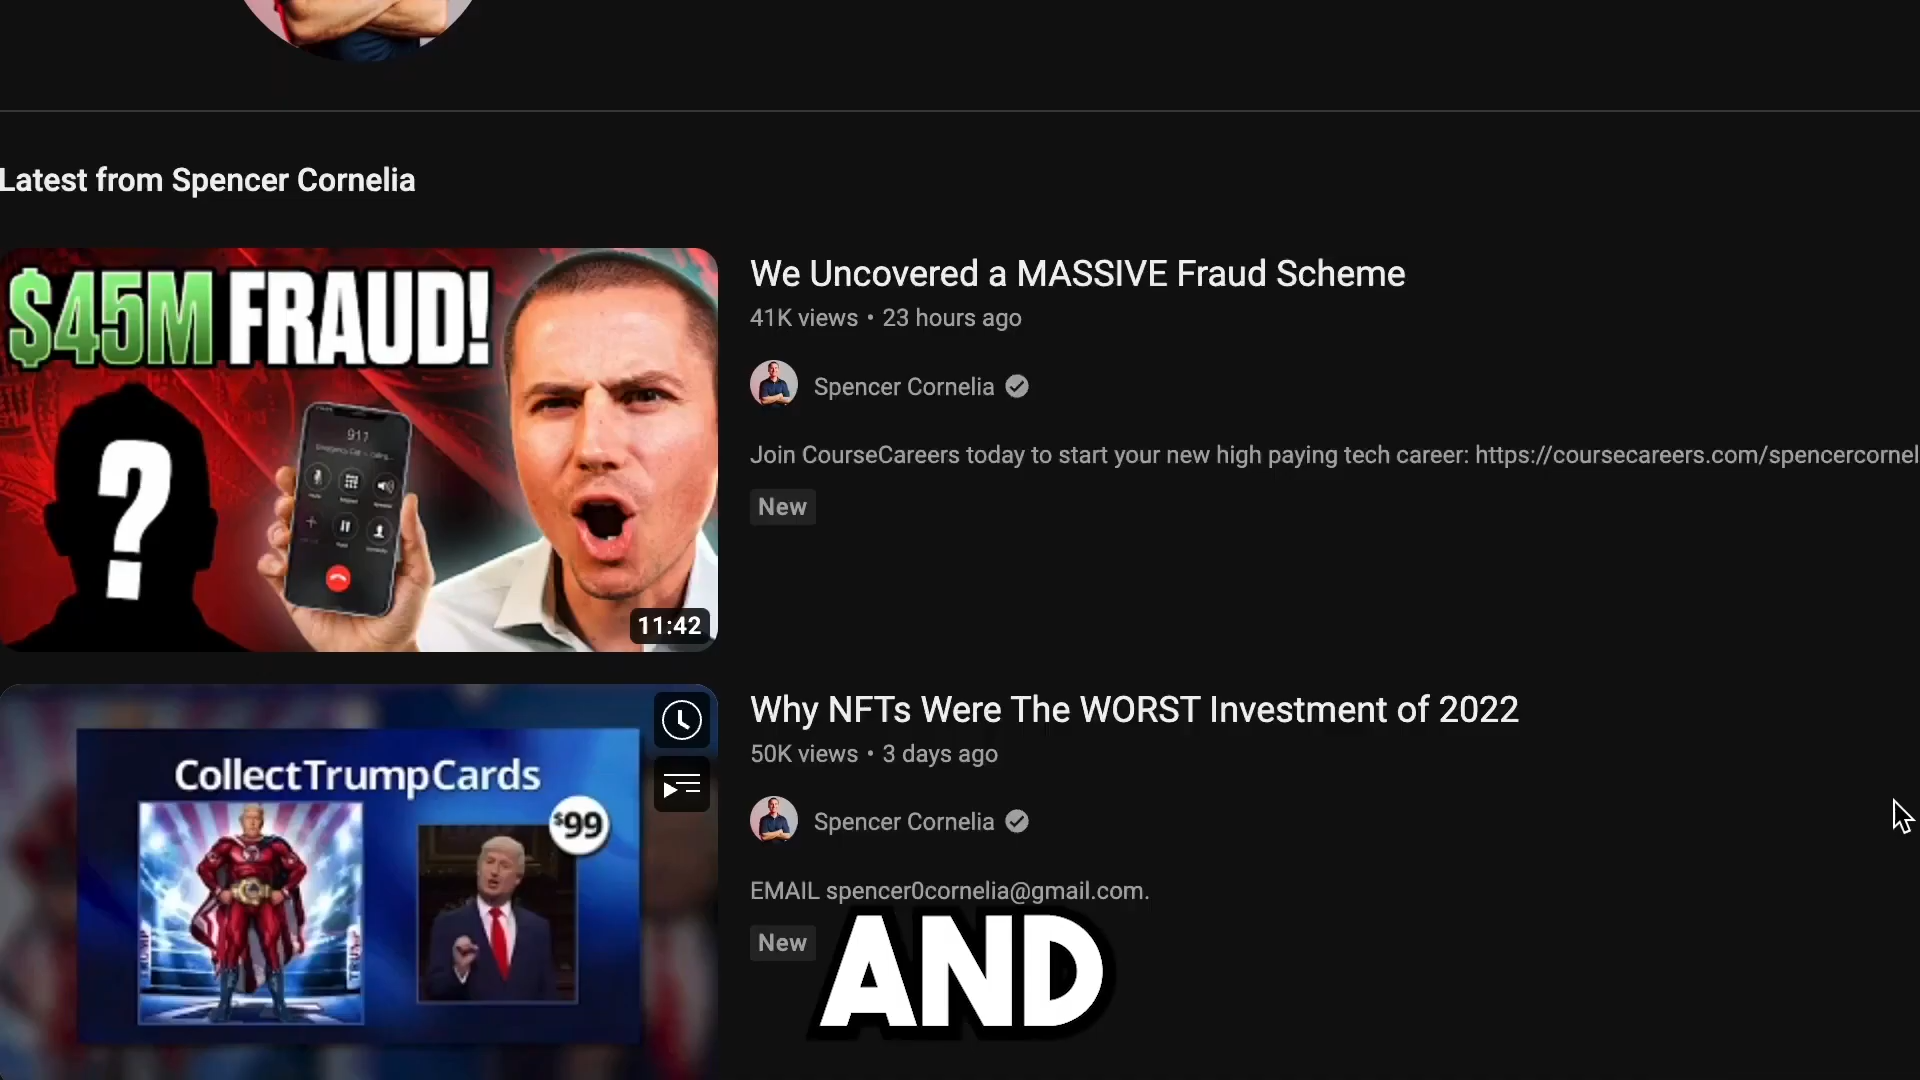 Latest from Spencer Cornelia
$45M FRAUD!
911
?
11:42
We Uncovered a MASSIVE Fraud Scheme
41K views • 23 hours ago
Spencer Cornelia
Join CourseCareers today to start your new high paying tech career: https://coursecareers.com/spencercornel
New
CollectTrumpCards
$99
TRUMP
Why NFTs Were The WORST Investment of 2022
50K views • 3 days ago
Spencer Cornelia
EMAIL spencer0cornelia@gmail.com.
New
AND